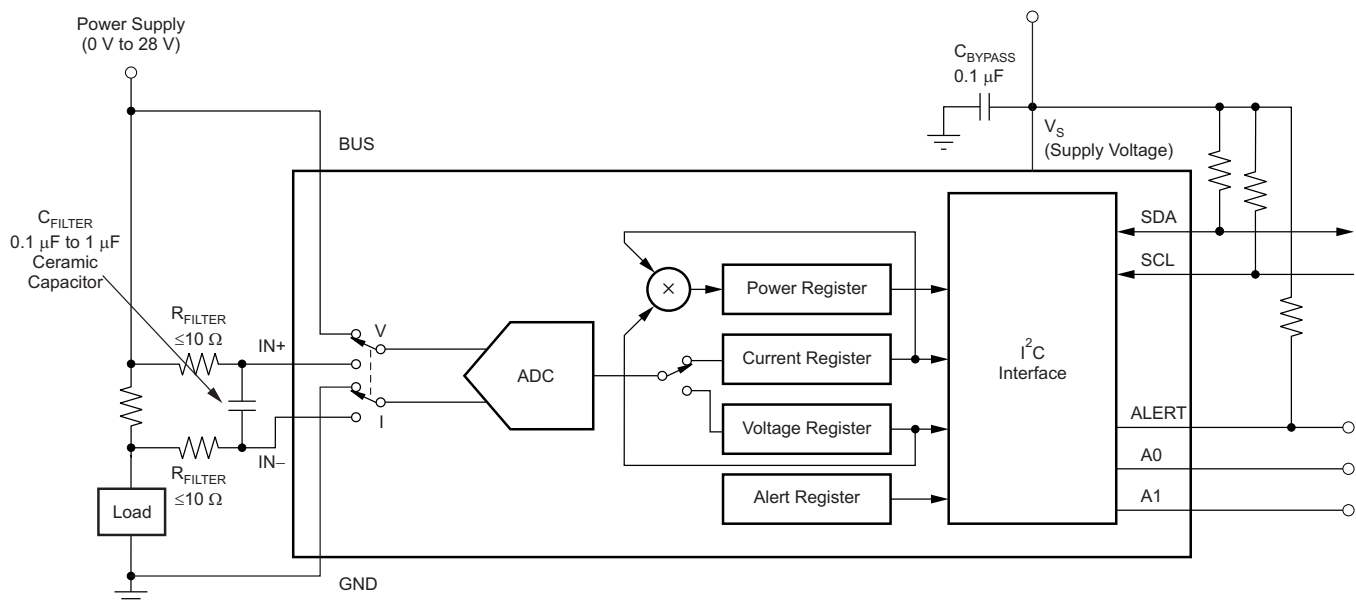 Power Supply
(0 V to 28 V)
C_BYPASS
0.1 μF
V_S
(Supply Voltage)
BUS
C_FILTER
0.1 μF to 1 μF
Ceramic
Capacitor
R_FILTER
≤10 Ω
IN+
V
ADC
I
IN–
R_FILTER
≤10 Ω
Load
GND
×
Power Register
Current Register
Voltage Register
Alert Register
I²C
Interface
SDA
SCL
ALERT
A0
A1